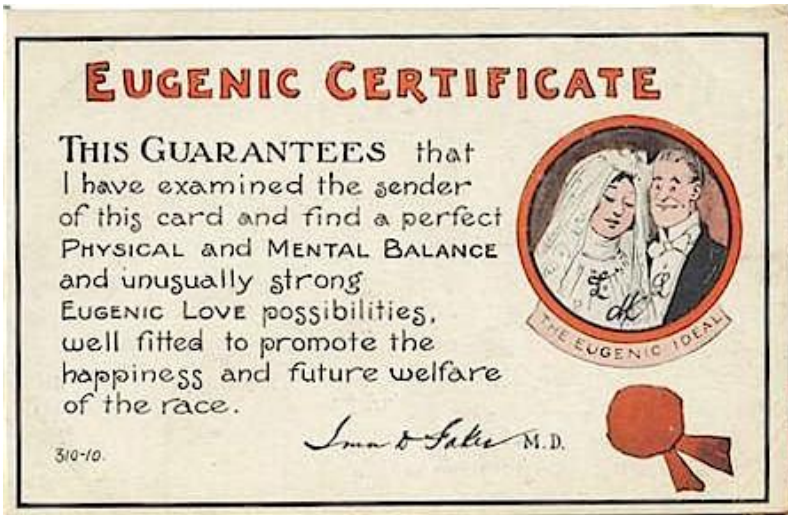 EUGENIC CERTIFICATE
THIS GUARANTEES that
I have examined the sender
of this card and find a perfect
PHYSICAL and MENTAL BALANCE
and unusually strong
EUGENIC LOVE possibilities,
well fitted to promote the
happiness and future welfare
of the race.
THE EUGENIC IDEAL
M.D.
310-10.